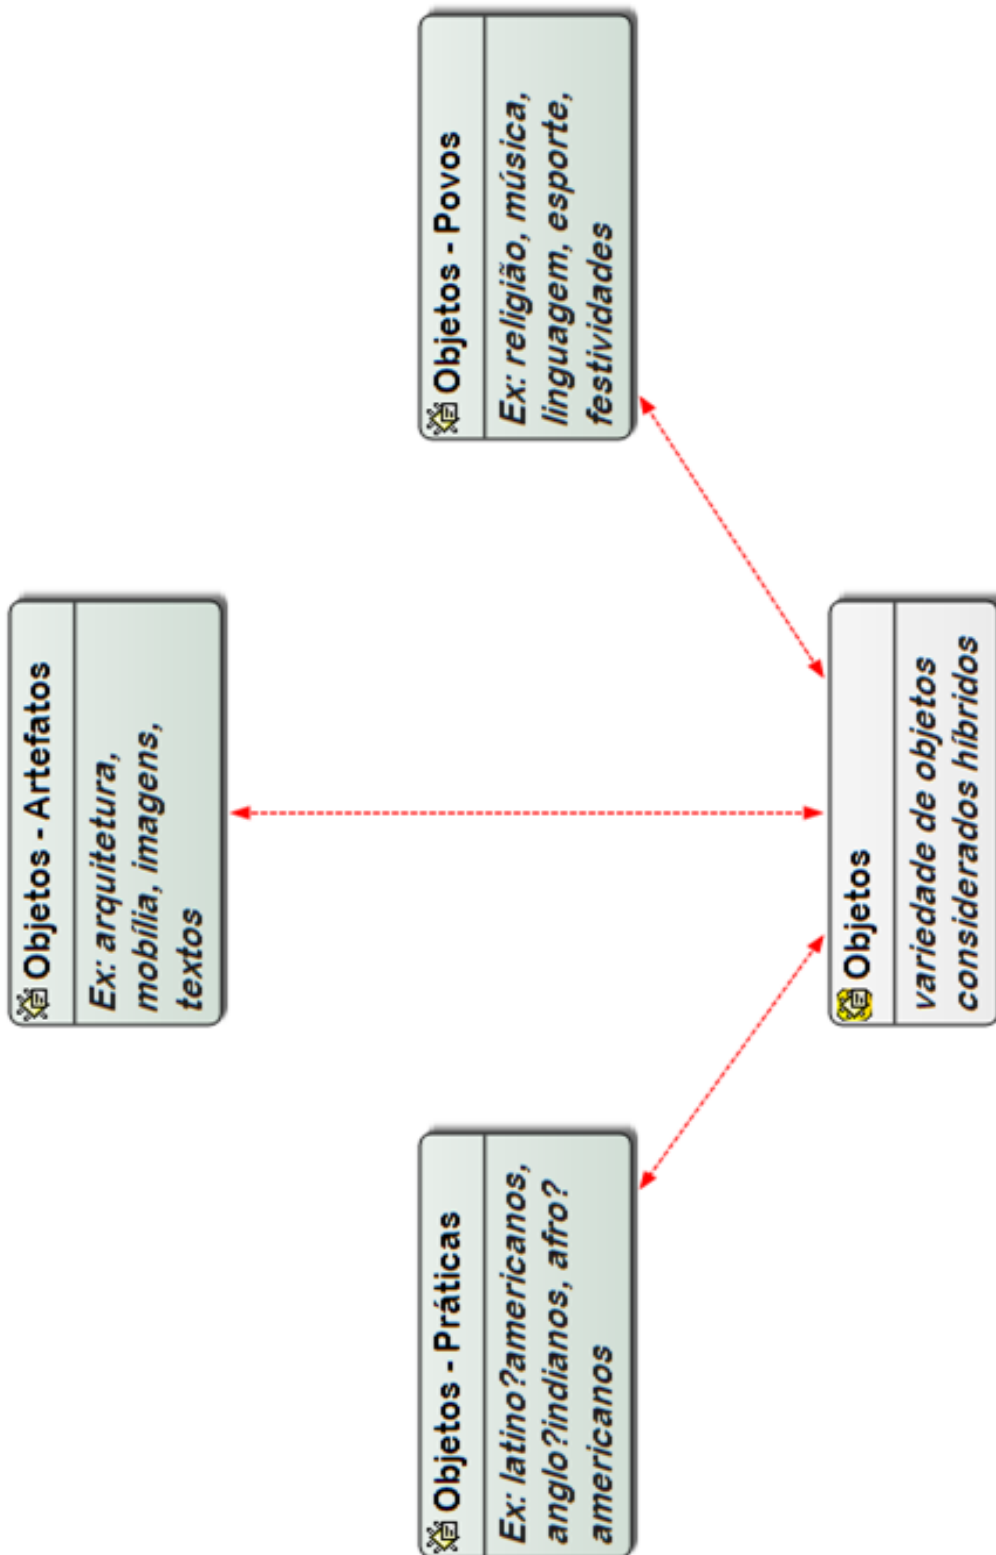 Objetos - Artefatos
Ex: arquitetura,
mobília, imagens,
textos
Objetos - Práticas
Ex: latino?americanos,
anglo?indianos, afro?
americanos
Objetos - Povos
Ex: religião, música,
linguagem, esporte,
festividades
Objetos
variedade de objetos
considerados híbridos